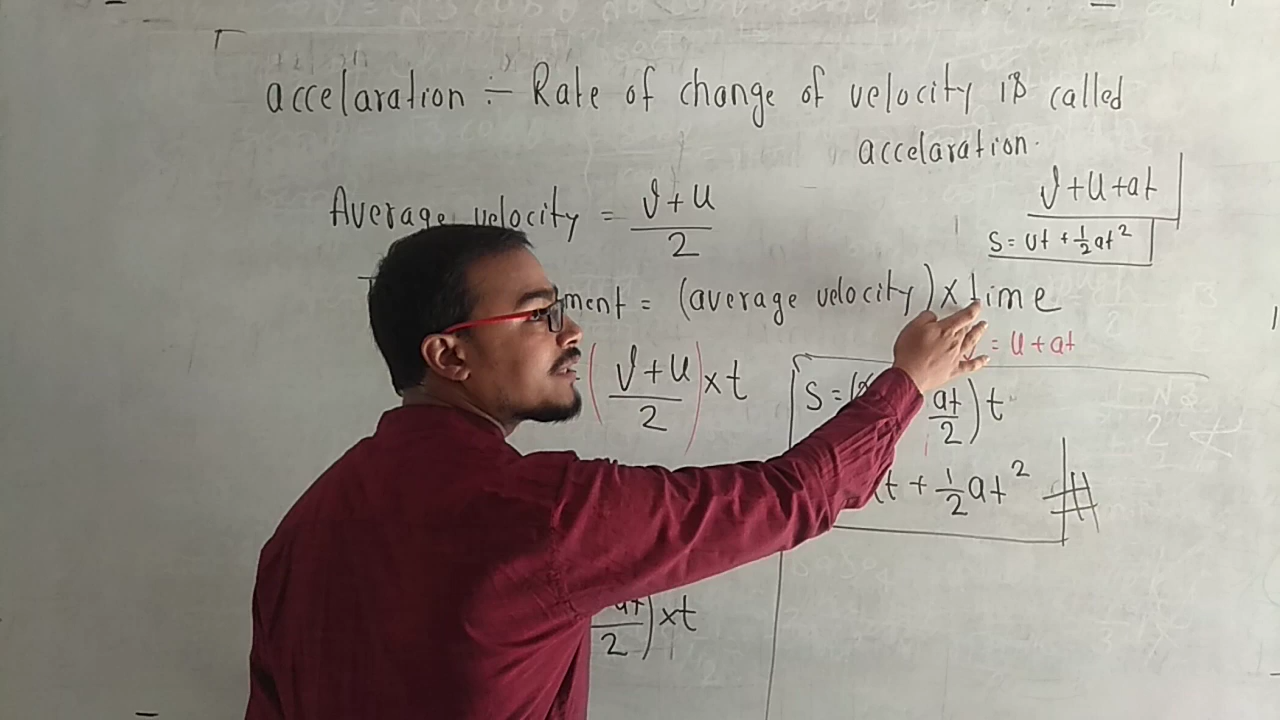 accelaration ÷ Rate of change of velocity is called
accelaration.
Average velocity = V+U/2
V+U+at
S = ut + 1/2 at²
ment = (average velocity) × time
= U+at
(V+U/2) × t
S = at/2) t
t + 1/2 at² #
at/2) × t